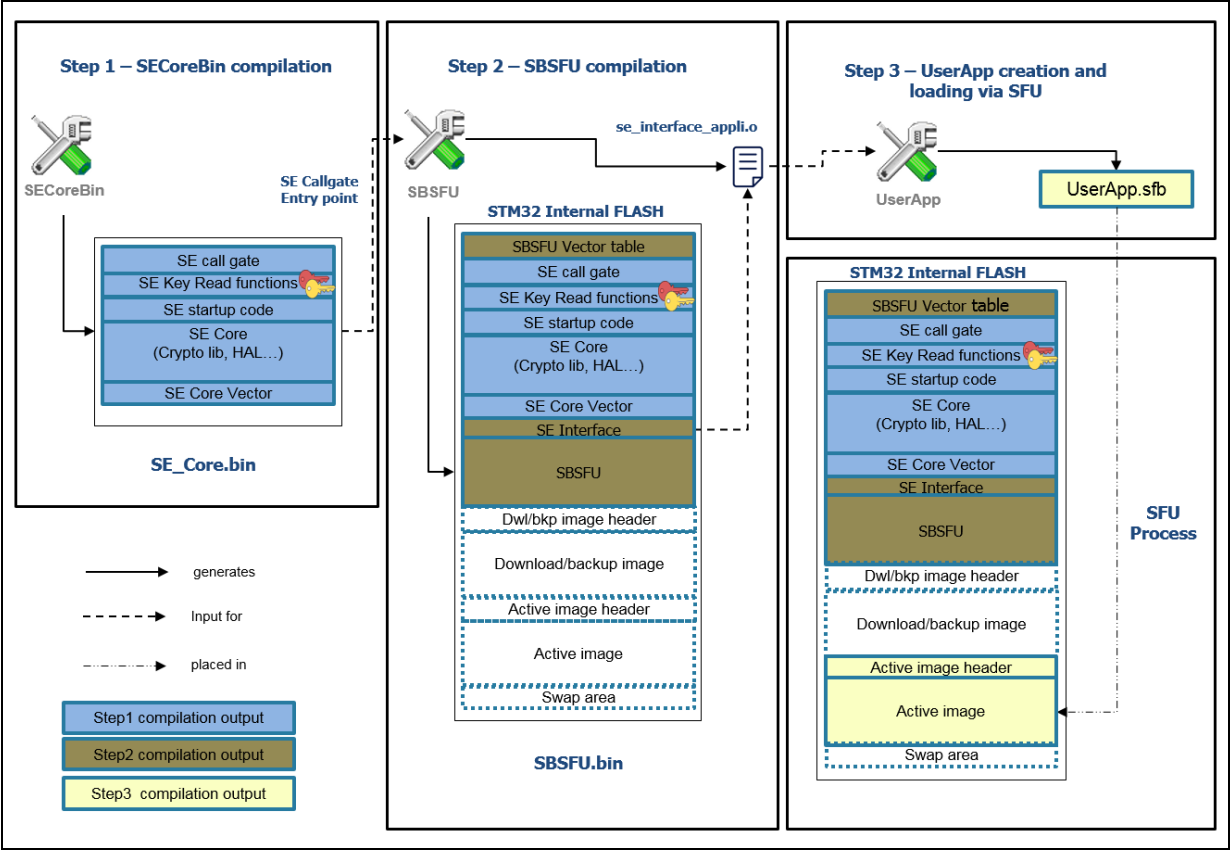 Step 1 – SECoreBin compilation
SECoreBin
SE Callgate
Entry point
SE call gate
SE Key Read functions
SE startup code
SE Core
(Crypto lib, HAL…)
SE Core Vector
SE_Core.bin
generates
Input for
placed in
Step1 compilation output
Step2 compilation output
Step3 compilation output
Step 2 – SBSFU compilation
SBSFU
se_interface_appli.o
STM32 Internal FLASH
SBSFU Vector table
SE call gate
SE Key Read functions
SE startup code
SE Core
(Crypto lib, HAL…)
SE Core Vector
SE Interface
SBSFU
Dwl/bkp image header
Download/backup image
Active image header
Active image
Swap area
SBSFU.bin
Step 3 – UserApp creation and
loading via SFU
UserApp
UserApp.sfb
STM32 Internal FLASH
SBSFU Vector table
SE call gate
SE Key Read functions
SE startup code
SE Core
(Crypto lib, HAL…)
SE Core Vector
SE Interface
SBSFU
Dwl/bkp image header
Download/backup image
Active image header
Active image
Swap area
SFU
Process